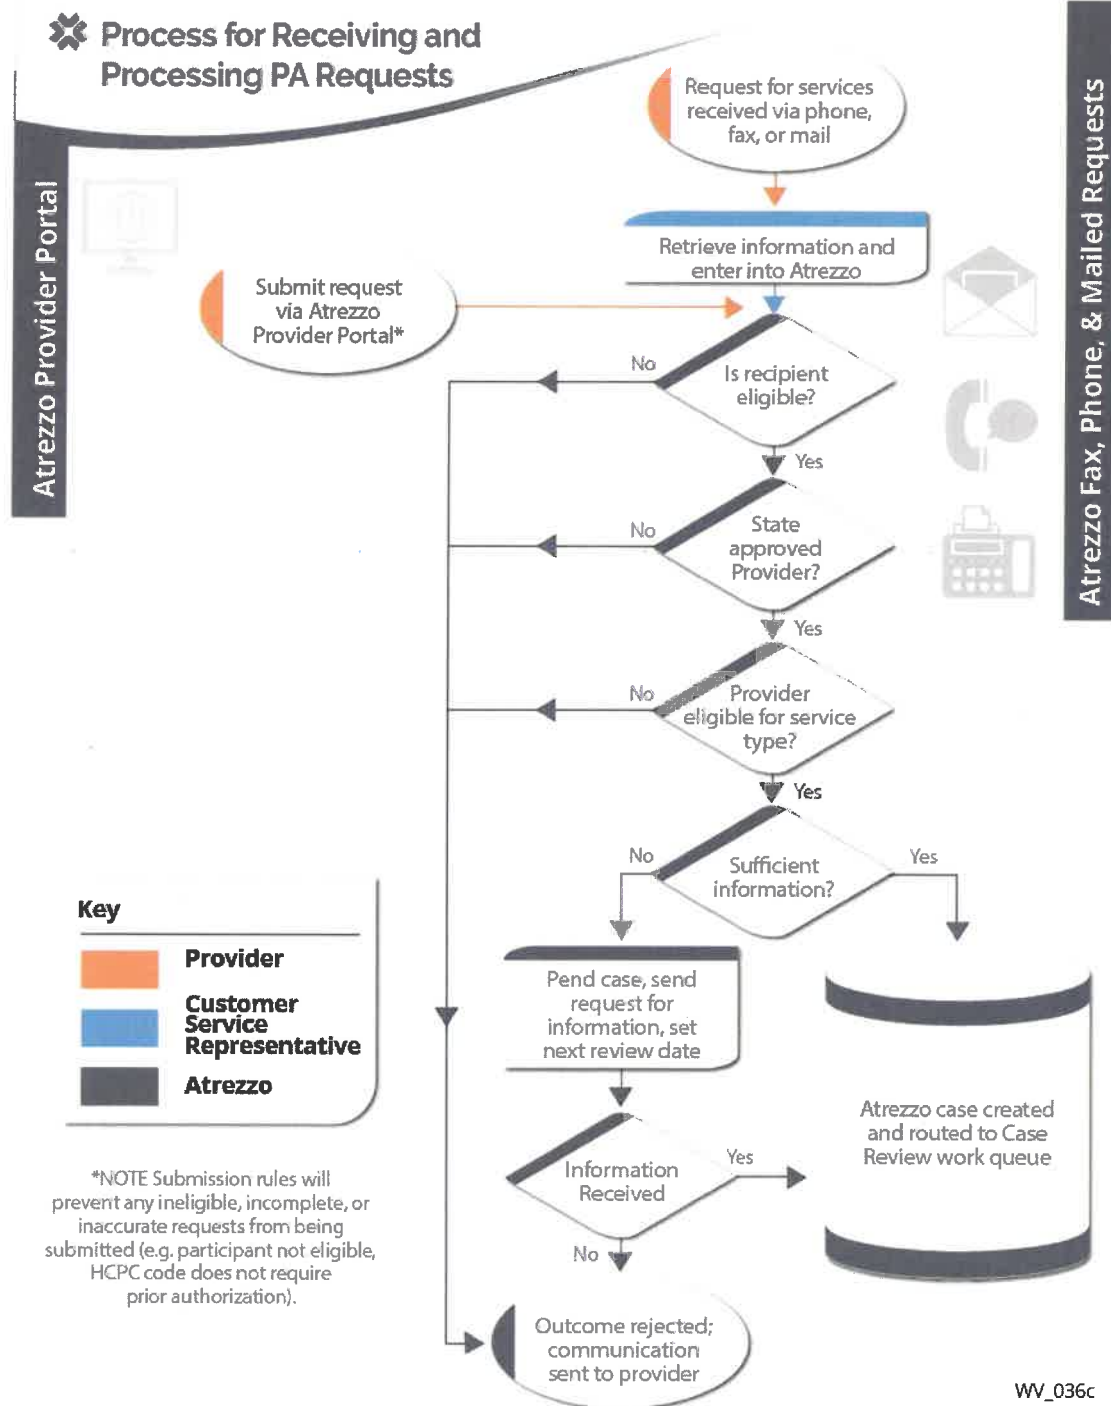 Process for Receiving and
Processing PA Requests
Atrezzo Provider Portal
Atrezzo Fax, Phone, & Mailed Requests
Request for services
received via phone,
fax, or mail
Retrieve information and
enter into Atrezzo
Submit request
via Atrezzo
Provider Portal*
Is recipient
eligible?
No
Yes
State
approved
Provider?
No
Yes
Provider
eligible for service
type?
No
Yes
Sufficient
information?
No
Yes
Pend case, send
request for
information, set
next review date
Information
Received
Yes
No
Atrezzo case created
and routed to Case
Review work queue
Outcome rejected;
communication
sent to provider
Key
Provider
Customer
Service
Representative
Atrezzo
*NOTE Submission rules will
prevent any ineligible, incomplete, or
inaccurate requests from being
submitted (e.g. participant not eligible,
HCPC code does not require
prior authorization).
WV_036c